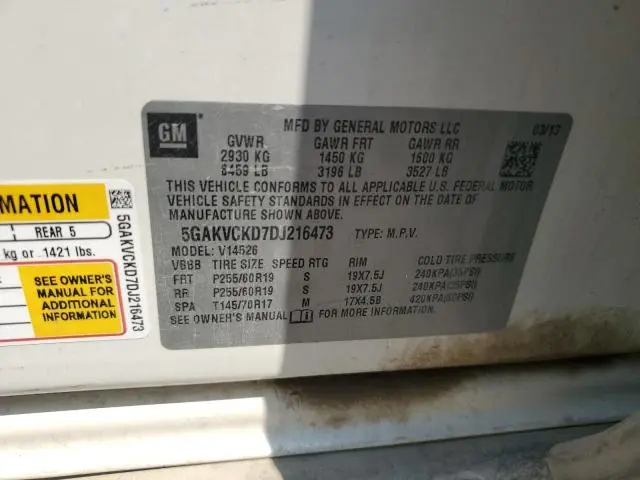 GM
MFD BY GENERAL MOTORS LLC 03/13
GVWR GAWR FRT GAWR RR
2930 KG 1450 KG 1600 KG
6459 LB 3196 LB 3527 LB
THIS VEHICLE CONFORMS TO ALL APPLICABLE U.S. FEDERAL MOTOR
VEHICLE SAFETY STANDARDS IN EFFECT ON THE DATE OF
MANUFACTURE SHOWN ABOVE.
5GAKVCKD7DJ216473 TYPE: M.P.V.
MODEL: V14526
TIRE SIZE SPEED RTG RIM COLD TIRE PRESSURE
FRT P255/60R19 S 19X7.5J 240KPA(35PSI)
RR P255/60R19 S 19X7.5J 240KPA(35PSI)
SPA T145/70R17 M 17X4.5B 420KPA(60PSI)
SEE OWNER'S MANUAL FOR MORE INFORMATION.
MATION
REAR 5
kg or .1421 lbs.
SEE OWNER'S
MANUAL FOR
ADDITIONAL
INFORMATION
5GAKVCKD7DJ216473